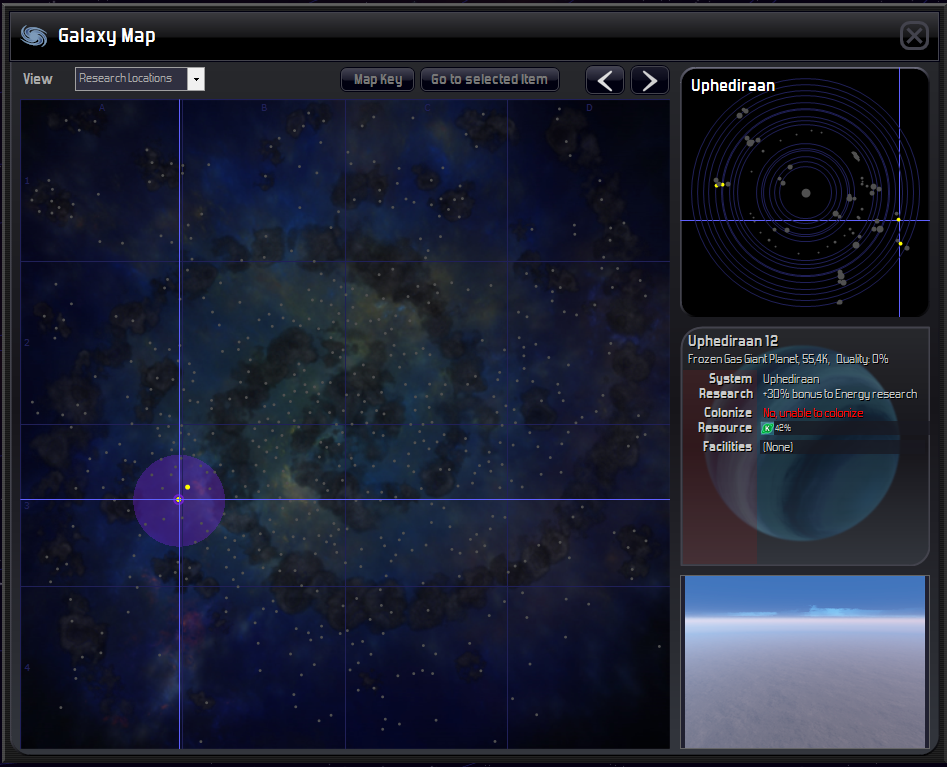 Galaxy Map
View
Research Locations
Map Key
Go to selected Item
A B C D
1
2
3
4
Uphediraan
Uphediraan 12
Frozen Gas Giant Planet, 55,4K, Quality: 0%
System Uphediraan
Research +30% bonus to Energy research
Colonize No, unable to colonize
Resource K 42%
Facilities (None)